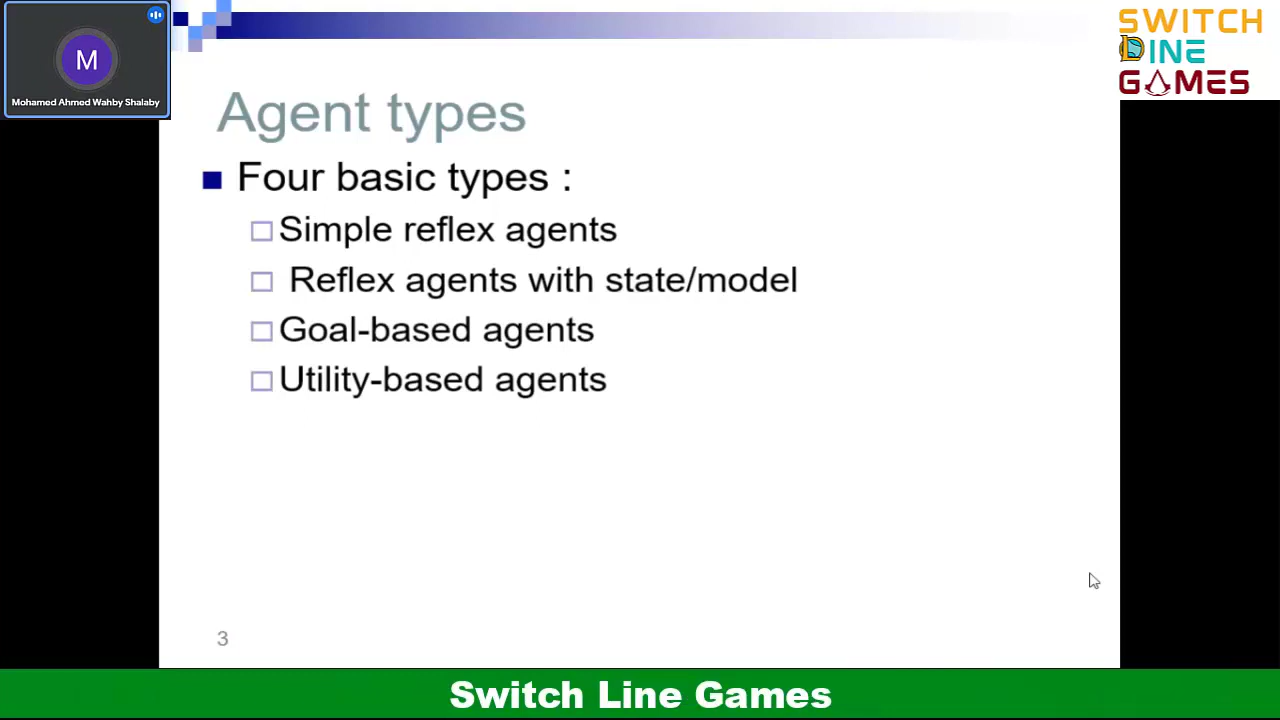 M
Mohamed Ahmed Wahby Shalaby
SWITCH
LINE
GAMES
Agent types
Four basic types :
Simple reflex agents
Reflex agents with state/model
Goal-based agents
Utility-based agents
3
Switch Line Games